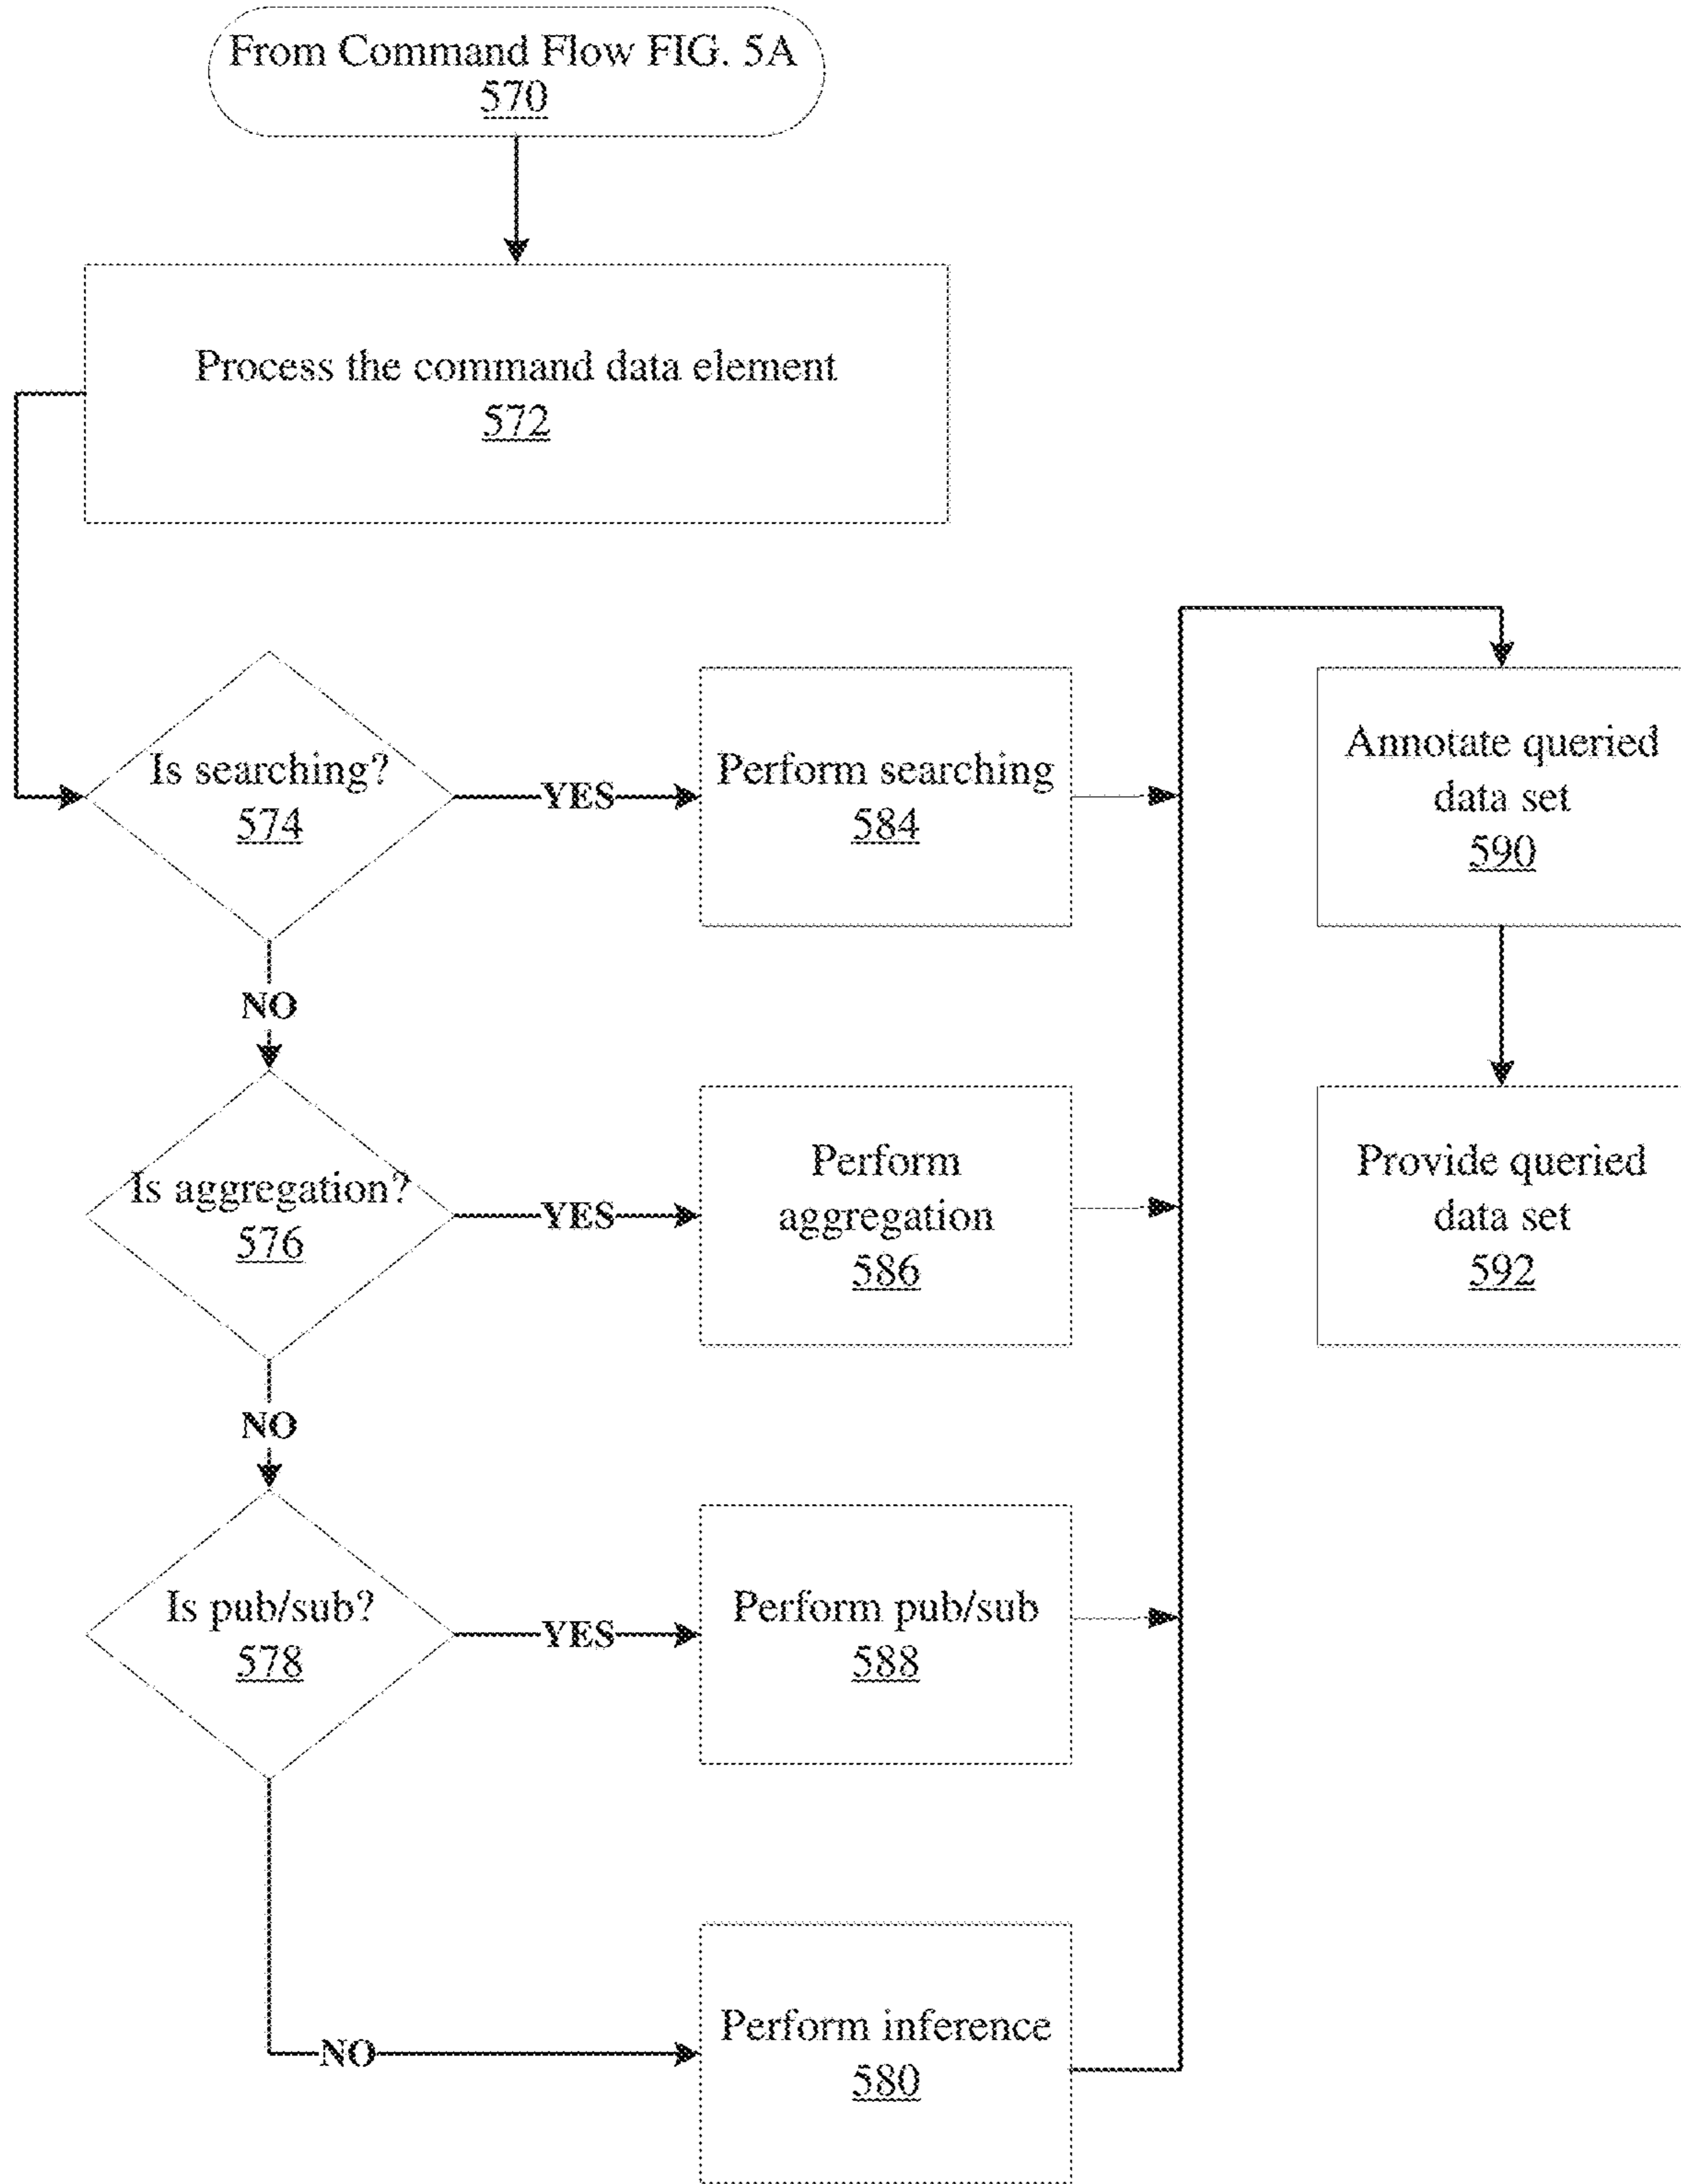 From Command Flow FIG. 5A
570
Process the command data element
572
Is searching?
574
YES
Perform searching
584
Annotate queried
data set
590
NO
Is aggregation?
576
YES
Perform
aggregation
586
Provide queried
data set
592
NO
Is pub/sub?
578
YES
Perform pub/sub
588
NO
Perform inference
580